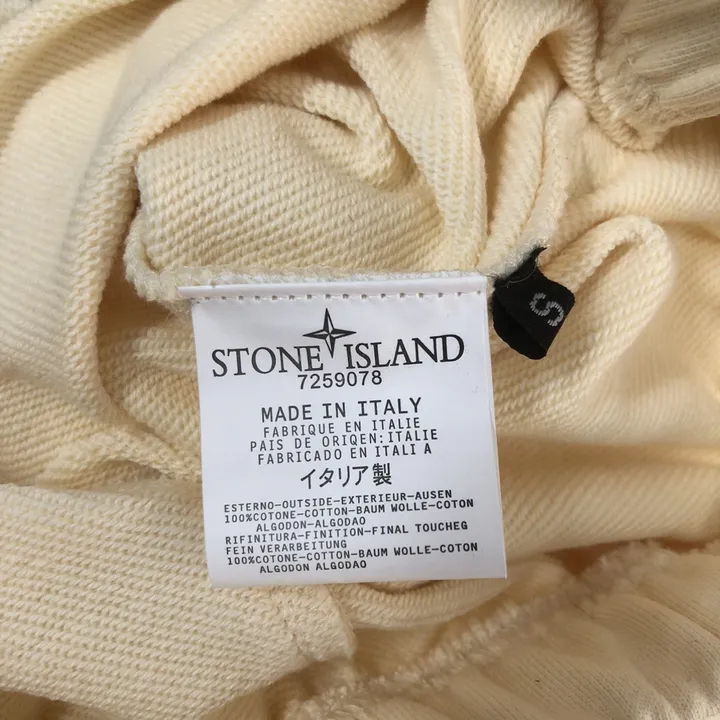 STONE ISLAND
7259078
MADE IN ITALY
FABRIQUE EN ITALIE
PAIS DE ORIQEN:ITALIE
FABRICADO EN ITALI A
イタリア製
ESTERNO-OUTSIDE-EXTERIEUR-AUSEN
100%COTONE-COTTON-BAUM WOLLE-COTON
ALGODON-ALGODAO
RIFINITURA-FINITION-FINAL TOUCHEG
FEIN VERARBEITUNG
100%COTONE-COTTON-BAUM WOLLE-COTON
ALGODON ALGODAO
S